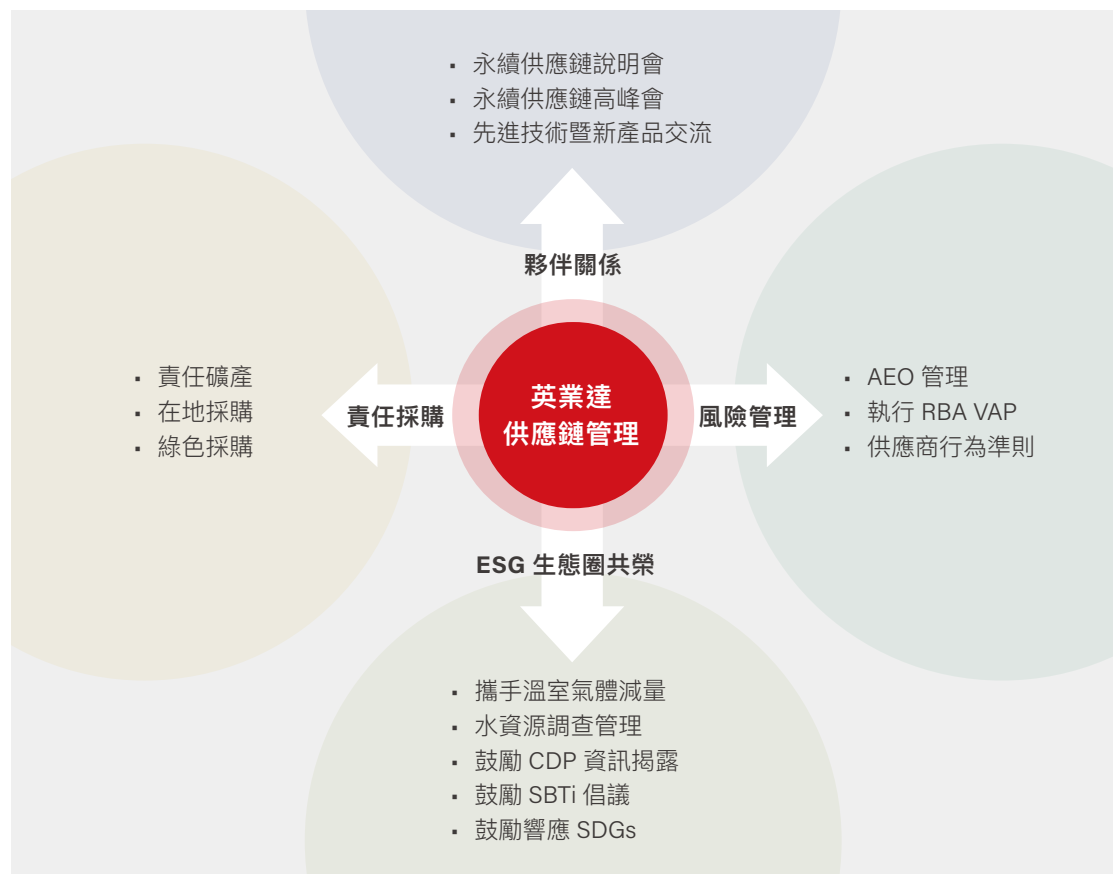 ▪ 永續供應鏈說明會
▪ 永續供應鏈高峰會
▪ 先進技術暨新產品交流
夥伴關係
▪ 責任礦產
▪ 在地採購
▪ 綠色採購
責任採購
英業達
供應鏈管理
風險管理
▪ AEO 管理
▪ 執行 RBA VAP
▪ 供應商行為準則
ESG 生態圈共榮
▪ 攜手溫室氣體減量
▪ 水資源調查管理
▪ 鼓勵 CDP 資訊揭露
▪ 鼓勵 SBTi 倡議
▪ 鼓勵響應 SDGs